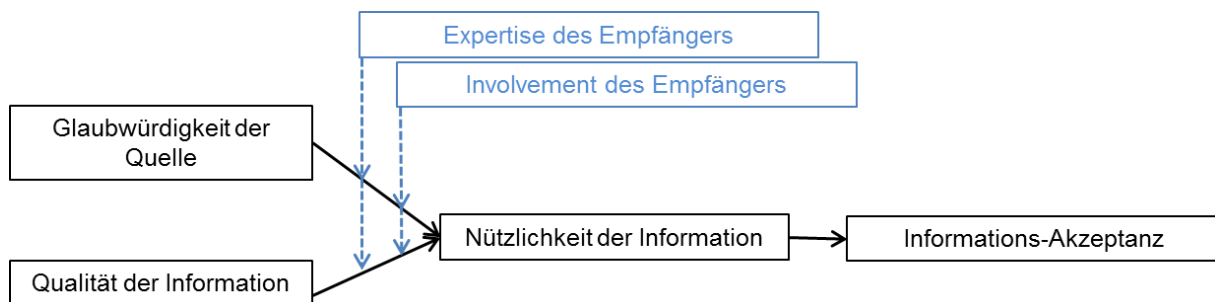 Expertise des Empfängers
Involvement des Empfängers
Glaubwürdigkeit der
Quelle
Nützlichkeit der Information
Informations-Akzeptanz
Qualität der Information